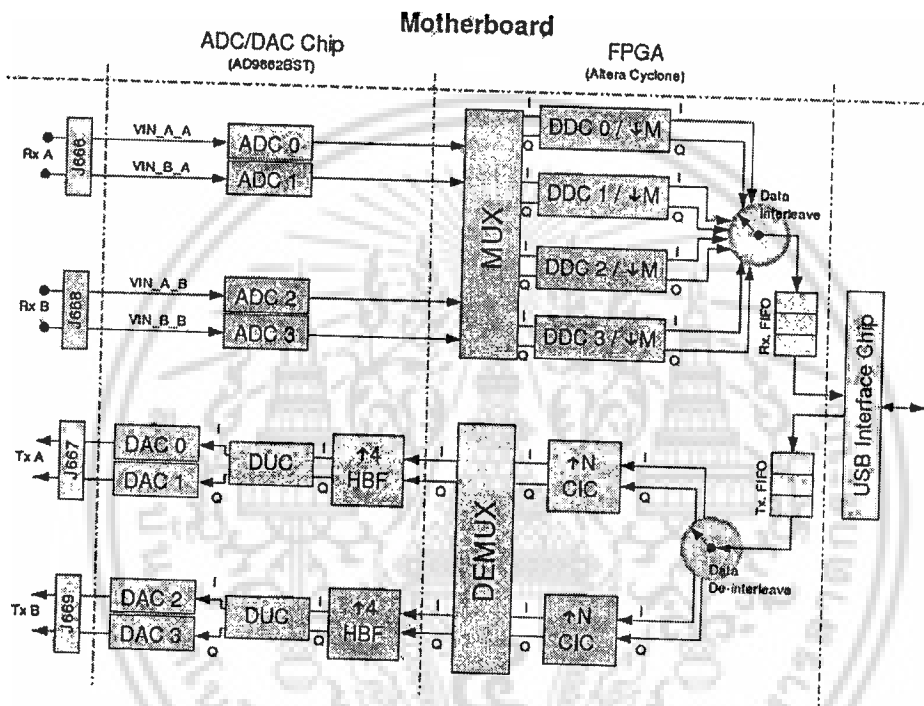 Motherboard
ADC/DAC Chip
(AD9862BST)
FPGA
(Altera Cyclone)
Rx A
J666
VIN_A_A
VIN_B_A
ADC 0
ADC 1
Rx B
J668
VIN_A_B
VIN_B_B
ADC 2
ADC 3
MUX
I
Q
DDC 0 / ↓M
I
Q
I
Q
DDC 1 / ↓M
I
Q
I
Q
DDC 2 / ↓M
I
Q
I
Q
DDC 3 / ↓M
I
Q
Data
Interleave
Rx. FIFO
USB Interface Chip
Tx A
J667
DAC 0
DAC 1
I
Q
DUC
I
Q
↑4
HBF
I
Q
DEMUX
I
Q
↑N
CIC
I
Q
Tx. FIFO
Data
De-interleave
Tx B
J669
DAC 2
DAC 3
I
Q
DUC
I
Q
↑4
HBF
I
Q
I
Q
↑N
CIC
I
Q